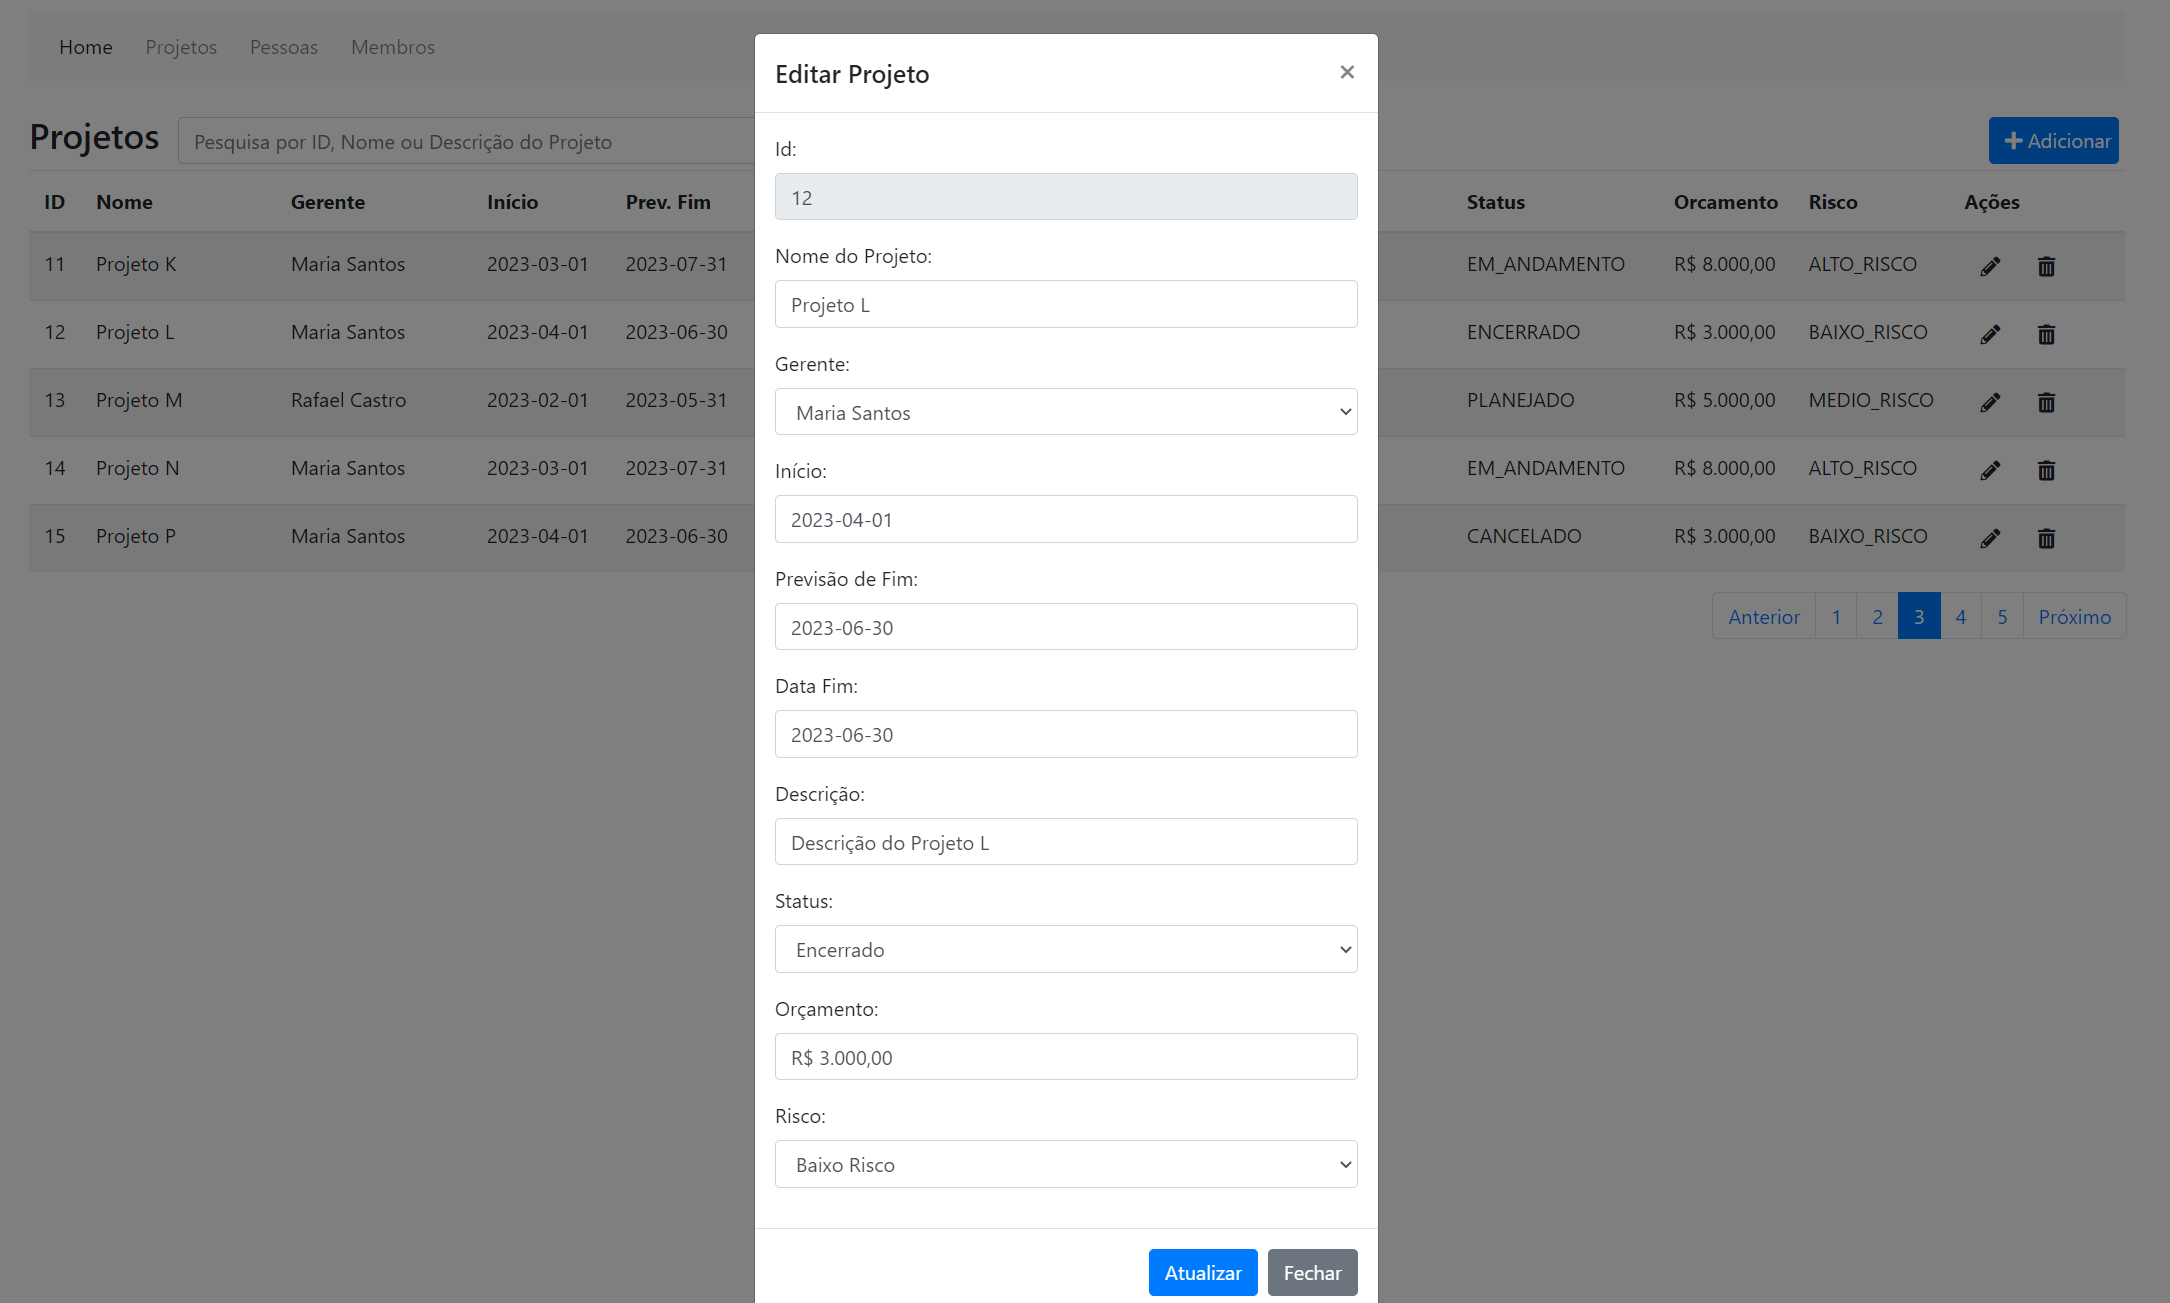 Home Projetos Pessoas Membros
Projetos Pesquisa por ID, Nome ou Descrição do Projeto + Adicionar
ID Nome Gerente Início Prev. Fim Status Orcamento Risco Ações
11 Projeto K Maria Santos 2023-03-01 2023-07-31 EM_ANDAMENTO R$ 8.000,00 ALTO_RISCO
12 Projeto L Maria Santos 2023-04-01 2023-06-30 ENCERRADO R$ 3.000,00 BAIXO_RISCO
13 Projeto M Rafael Castro 2023-02-01 2023-05-31 PLANEJADO R$ 5.000,00 MEDIO_RISCO
14 Projeto N Maria Santos 2023-03-01 2023-07-31 EM_ANDAMENTO R$ 8.000,00 ALTO_RISCO
15 Projeto P Maria Santos 2023-04-01 2023-06-30 CANCELADO R$ 3.000,00 BAIXO_RISCO
Anterior 1 2 3 4 5 Próximo
Editar Projeto ×
Id:
12
Nome do Projeto:
Projeto L
Gerente:
Maria Santos
Início:
2023-04-01
Previsão de Fim:
2023-06-30
Data Fim:
2023-06-30
Descrição:
Descrição do Projeto L
Status:
Encerrado
Orçamento:
R$ 3.000,00
Risco:
Baixo Risco
Atualizar Fechar